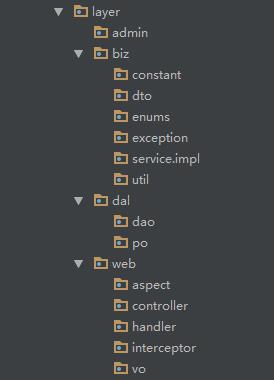 layer
admin
biz
constant
dto
enums
exception
service.impl
util
dal
dao
po
web
aspect
controller
handler
interceptor
vo